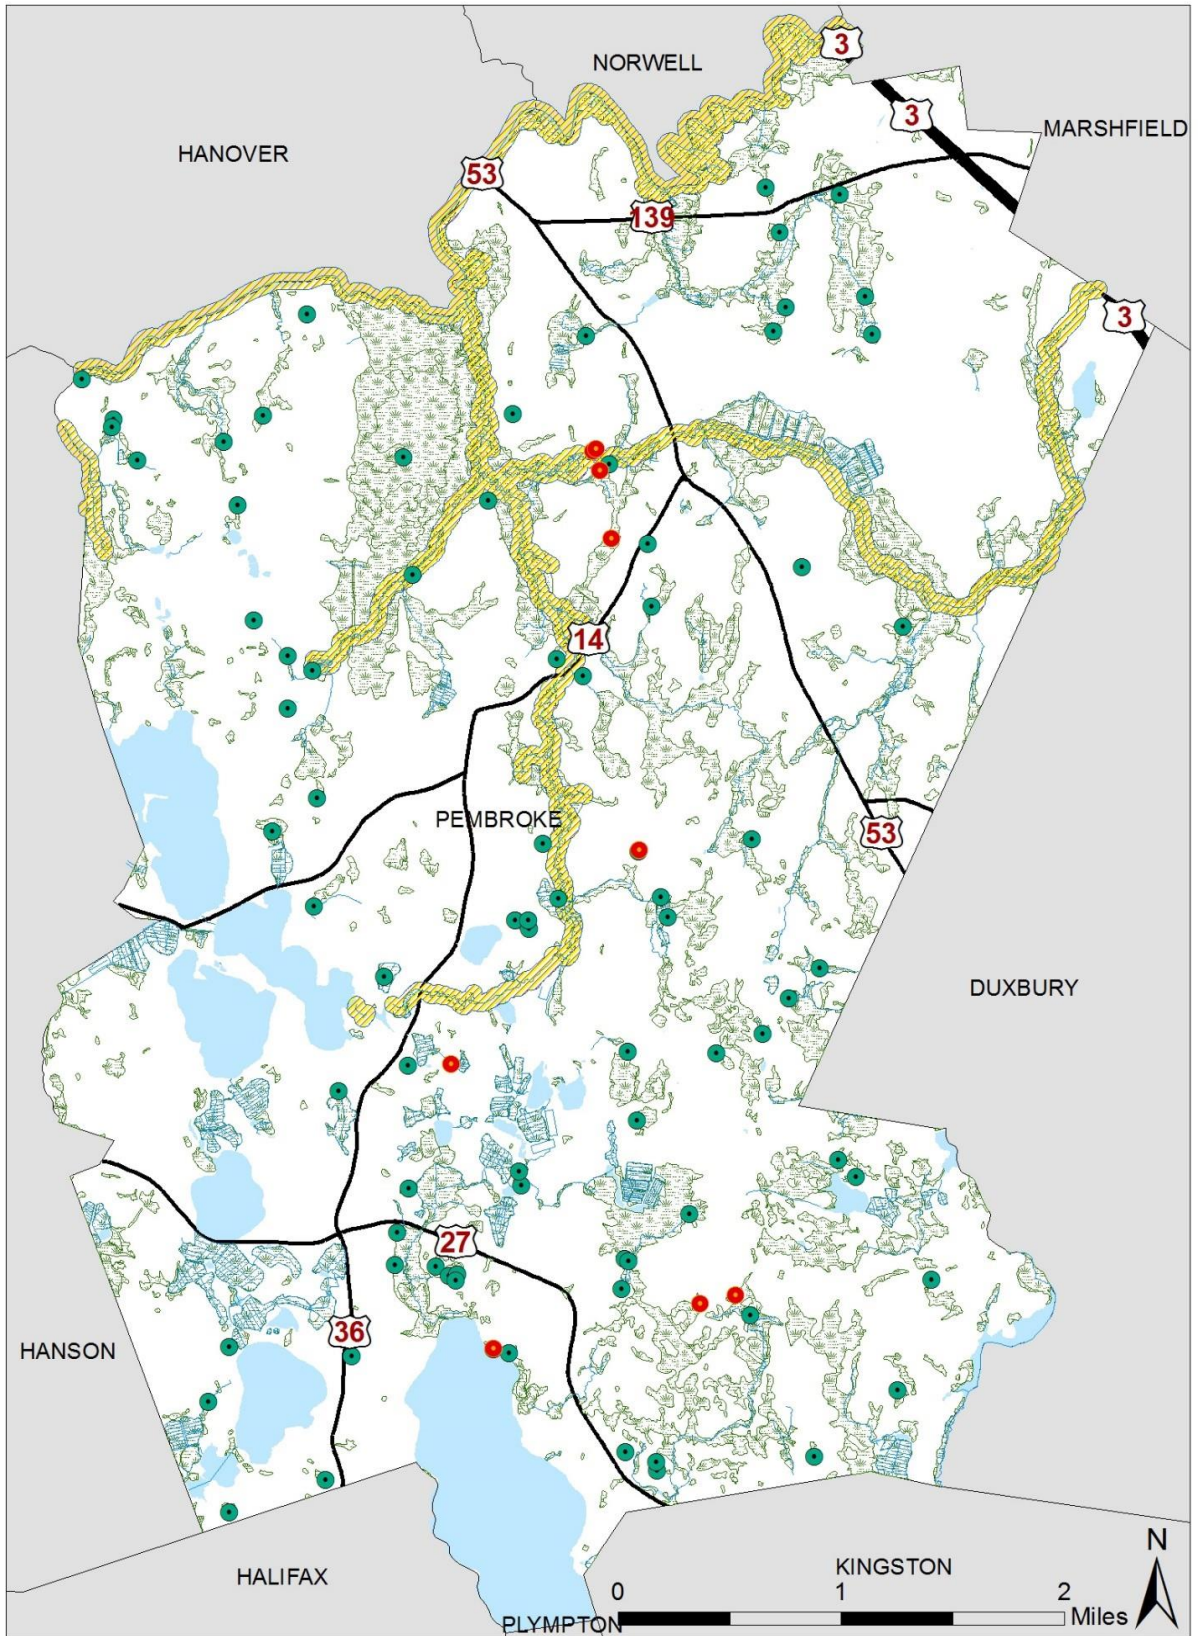 3
NORWELL
3
MARSHFIELD
HANOVER
53
139
3
14
PEMBROKE
53
DUXBURY
27
36
HANSON
N
KINGSTON
HALIFAX
0 1 2
Miles
PLYMPTON